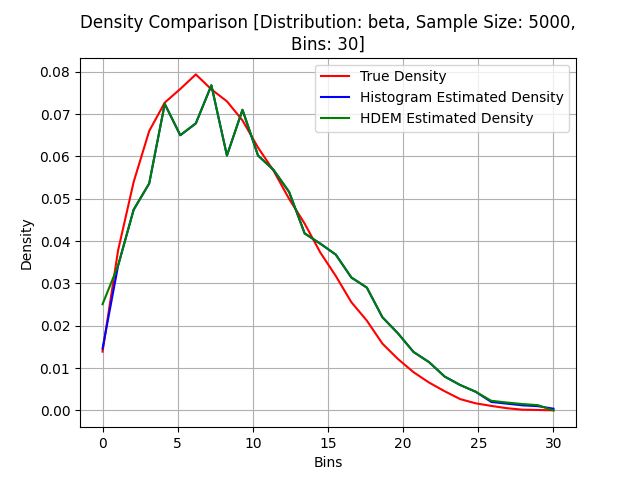 Density Comparison [Distribution: beta, Sample Size: 5000,
Bins: 30]
True Density
Histogram Estimated Density
HDEM Estimated Density
Density
0.08
0.07
0.06
0.05
0.04
0.03
0.02
0.01
0.00
0 5 10 15 20 25 30
Bins